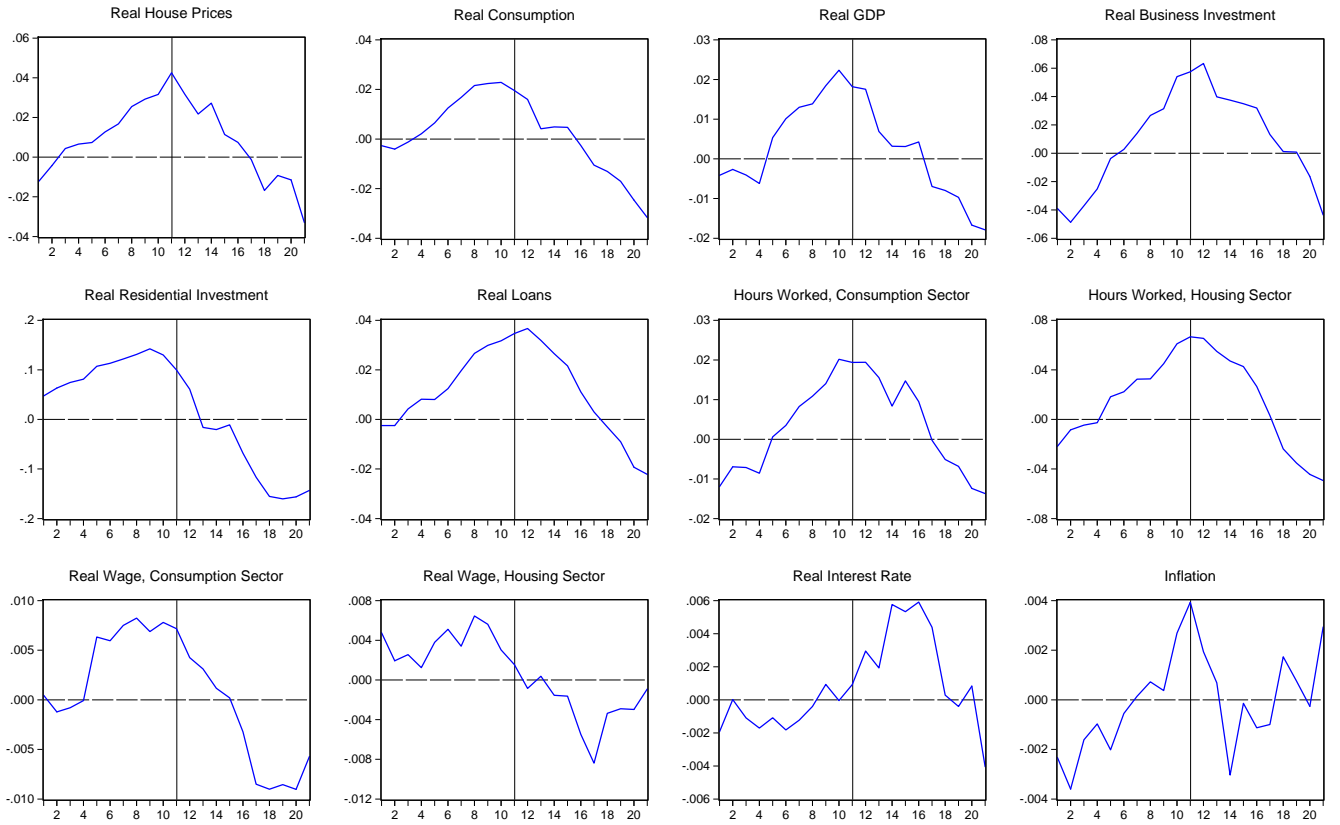 Real House Prices
.06
.04
.02
.00
-.02
-.04
2 4 6 8 10 12 14 16 18 20
Real Consumption
.04
.02
.00
-.02
-.04
2 4 6 8 10 12 14 16 18 20
Real GDP
.03
.02
.01
.00
-.01
-.02
2 4 6 8 10 12 14 16 18 20
Real Business Investment
.08
.06
.04
.02
.00
-.02
-.04
-.06
2 4 6 8 10 12 14 16 18 20
Real Residential Investment
.2
.1
.0
-.1
-.2
2 4 6 8 10 12 14 16 18 20
Real Loans
.04
.02
.00
-.02
-.04
2 4 6 8 10 12 14 16 18 20
Hours Worked, Consumption Sector
.03
.02
.01
.00
-.01
-.02
2 4 6 8 10 12 14 16 18 20
Hours Worked, Housing Sector
.08
.04
.00
-.04
-.08
2 4 6 8 10 12 14 16 18 20
Real Wage, Consumption Sector
.010
.005
.000
-.005
-.010
2 4 6 8 10 12 14 16 18 20
Real Wage, Housing Sector
.008
.004
.000
-.004
-.008
-.012
2 4 6 8 10 12 14 16 18 20
Real Interest Rate
.006
.004
.002
.000
-.002
-.004
-.006
2 4 6 8 10 12 14 16 18 20
Inflation
.004
.002
.000
-.002
-.004
2 4 6 8 10 12 14 16 18 20